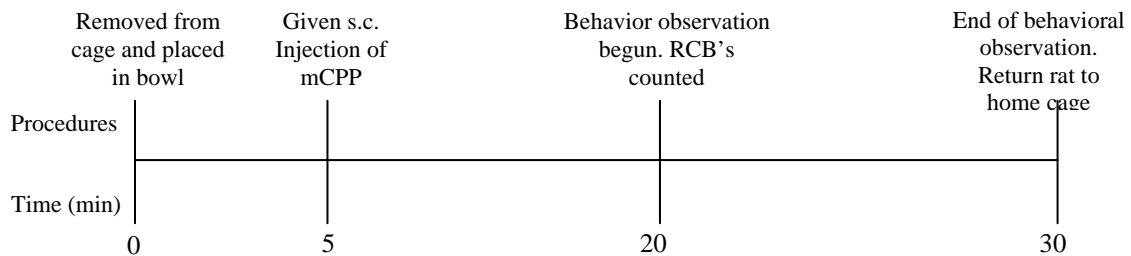 Removed from
cage and placed
in bowl
Given s.c.
Injection of
mCPP
Behavior observation
begun. RCB's
counted
End of behavioral
observation.
Return rat to
home cage
Procedures
Time (min)
0
5
20
30